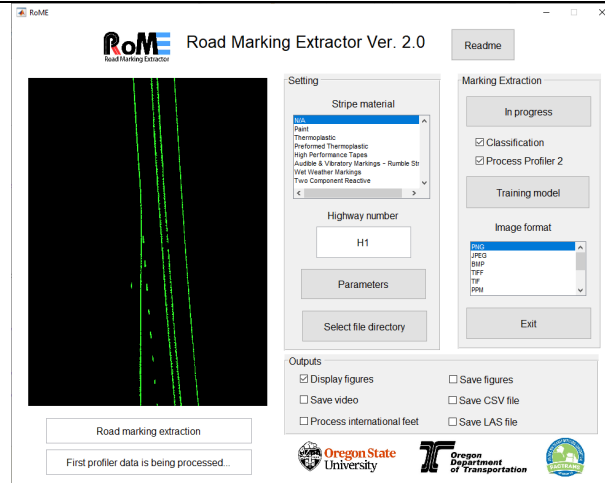 RoME
RoME
Road Marking Extractor
Road Marking Extractor Ver. 2.0
Readme
Setting
Stripe material
N/A
Paint
Thermoplastic
Preformed Thermoplastic
High Performance Tapes
Audible & Vibratory Markings - Rumble Str
Wet Weather Markings
Two Component Reactive
Highway number
H1
Parameters
Select file directory
Marking Extraction
In progress
Classification
Process Profiler 2
Training model
Image format
PNG
JPEG
BMP
TIFF
TIF
PPM
Exit
Outputs
Display figures
Save figures
Save video
Save CSV file
Process international feet
Save LAS file
Road marking extraction
First profiler data is being processed...
Oregon State
University
Oregon
Department
of Transportation
PACTRANS